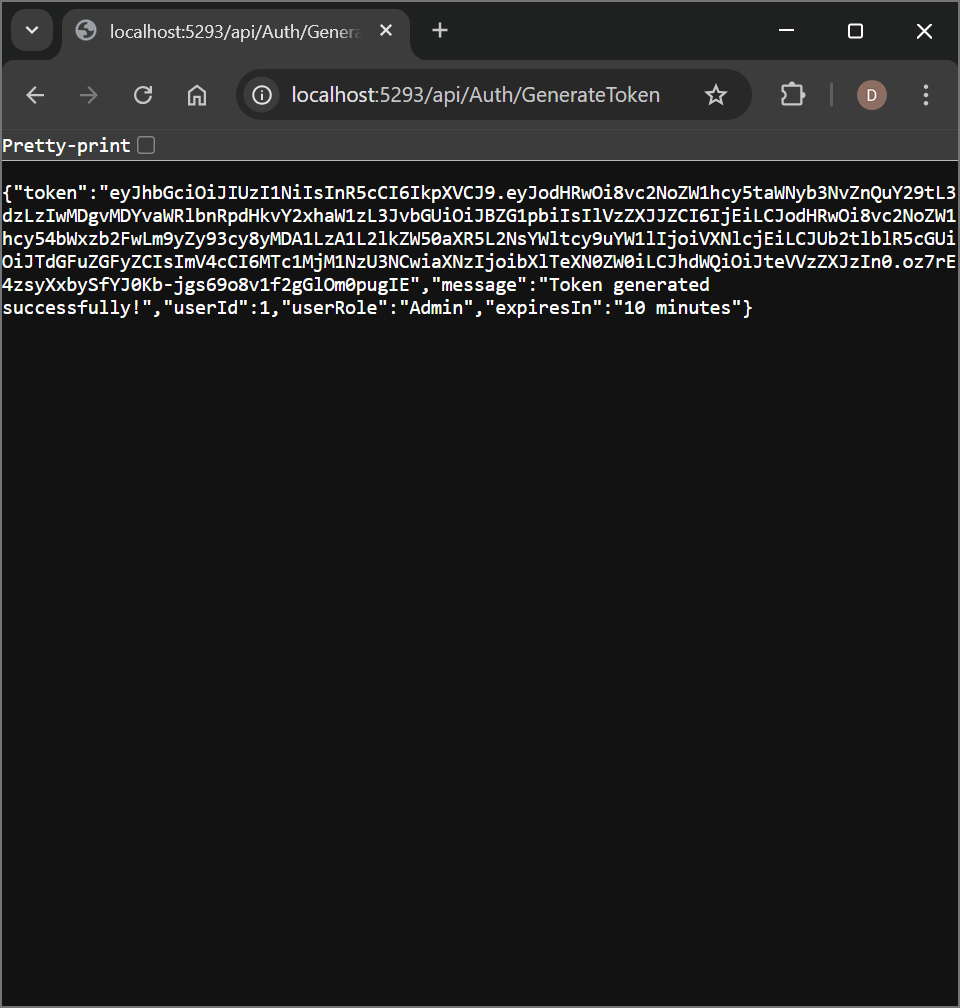 localhost:5293/api/Auth/Genera
localhost:5293/api/Auth/GenerateToken
D
Pretty-print
{"token":"eyJhbGciOiJIUzI1NiIsInR5cCI6IkpXVCJ9.eyJodHRwOi8vc2NoZW1hcy5taWNyb3NvZnQuY29tL3
dzLzIwMDgvMDYvaWRlbnRpdHkvY2xhaW1zL3JvbGUiOiJBZG1pbiIsIlVzZXJJZCI6IjEiLCJodHRwOi8vc2NoZW1
hcy54bWxzb2FwLm9yZy93cy8yMDA1LzA1L2lkZW50aXR5L2NsYWltcy9uYW1lIjoiVXNlcjEiLCJUb2tlblR5cGUi
OiJTdGFuZGFyZCIsImV4cCI6MTc1MjM1NzU3NCwiaXNzIjoibXlTeXN0ZW0iLCJhdWQiOiJteVVzZXJzIn0.oz7rE
4zsyXxbySfYJ0Kb-jgs69o8v1f2gGlOm0pugIE","message":"Token generated
successfully!","userId":1,"userRole":"Admin","expiresIn":"10 minutes"}